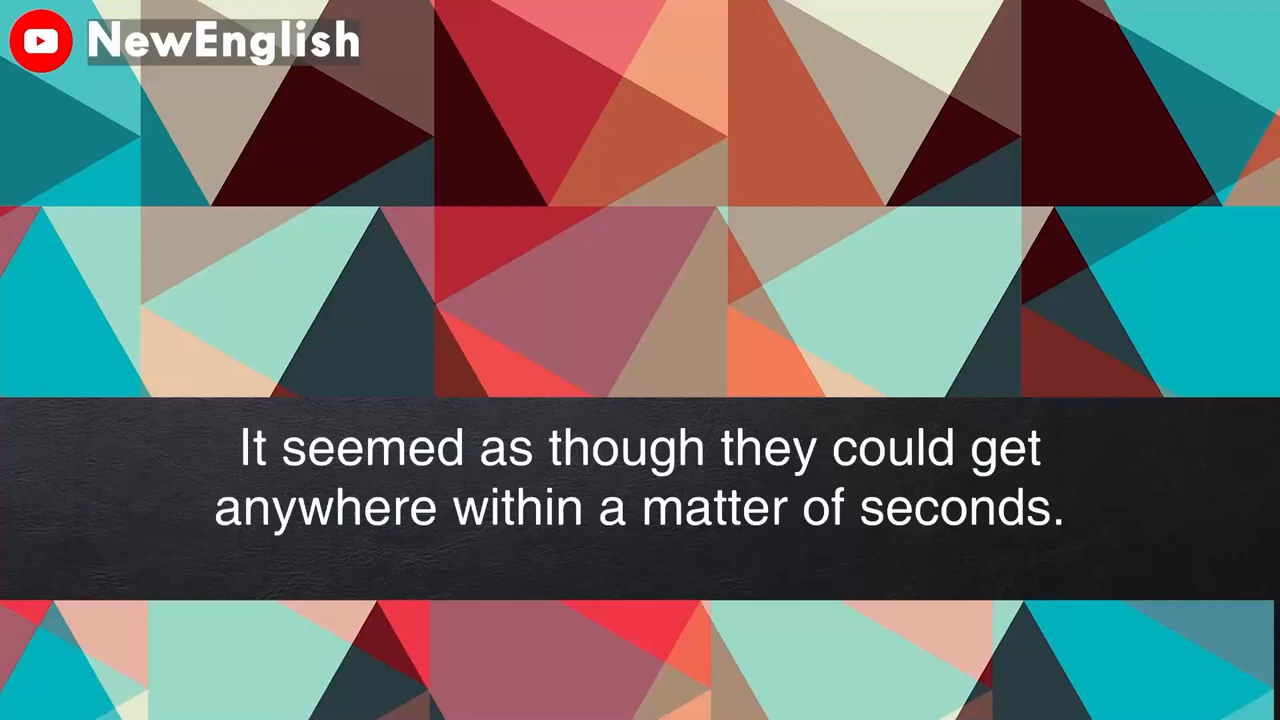 NewEnglish
It seemed as though they could get
anywhere within a matter of seconds.